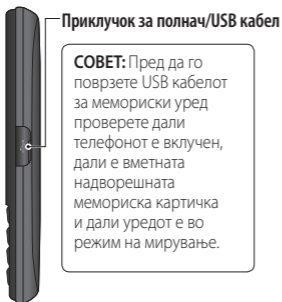 Приклучок за полнач/USB кабел
СОВЕТ: Пред да го
поврзете USB кабелот
за мемориски уред
проверете дали
телефонот е вклучен,
дали е вметната
надворешната
мемориска картичка
и дали уредот е во
режим на мирување.